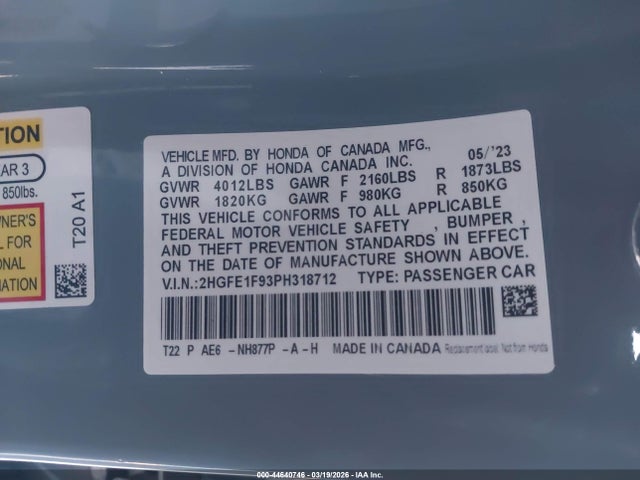 TION
AR 3
850lbs.
T20 A1
WNER'S
L FOR
ONAL
MATION
VEHICLE MFD. BY HONDA OF CANADA MFG., 05/'23
A DIVISION OF HONDA CANADA INC.
GVWR 4012LBS GAWR F 2160LBS R 1873LBS
GVWR 1820KG GAWR F 980KG R 850KG
THIS VEHICLE CONFORMS TO ALL APPLICABLE
FEDERAL MOTOR VEHICLE SAFETY , BUMPER ,
AND THEFT PREVENTION STANDARDS IN EFFECT
ON THE DATE OF MANUFACTURE SHOWN ABOVE.
V.I.N.:2HGFE1F93PH318712 TYPE: PASSENGER CAR
T22 P AE6 -NH877P -A-H MADE IN CANADA Replacement label. Not from Honda
000-44640746 - 03/19/2026 - IAA Inc.